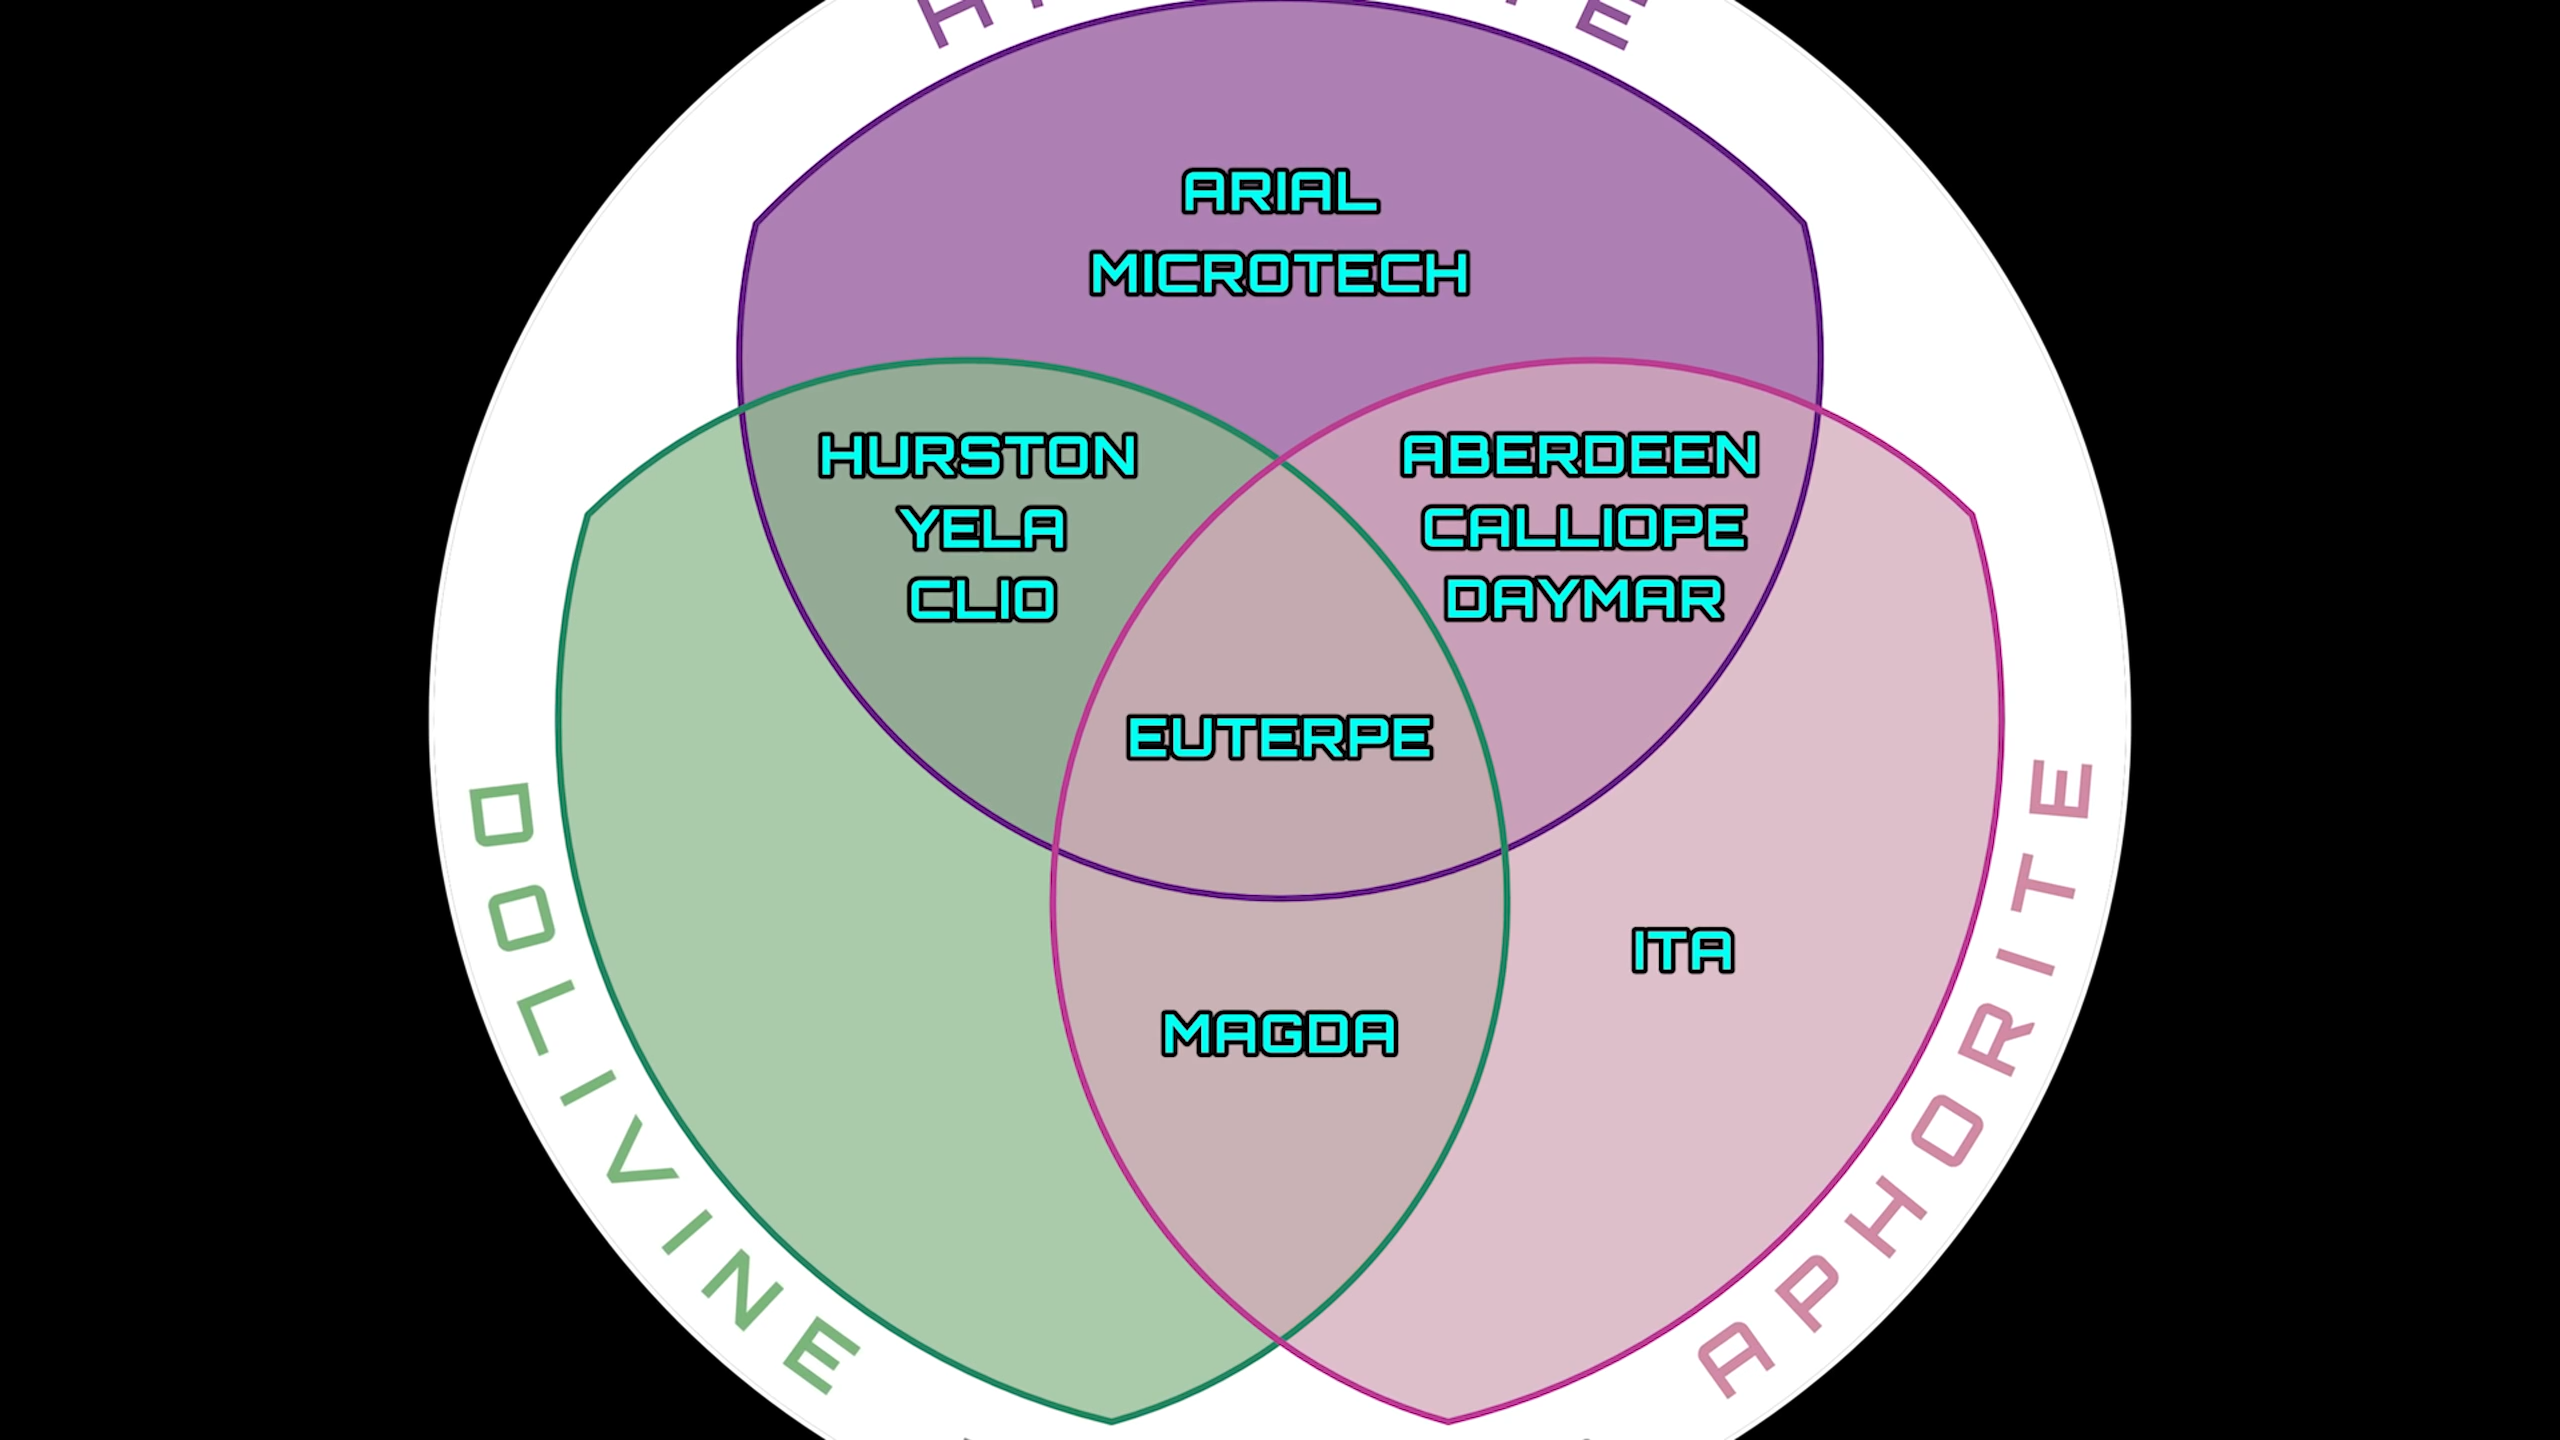 ARIAL
MICROTECH
HURSTON
YELA
CLIO
ABERDEEN
CALLIOPE
DAYMAR
EUTERPE
ITA
MAGDA
DOLIVINE
APHORITE